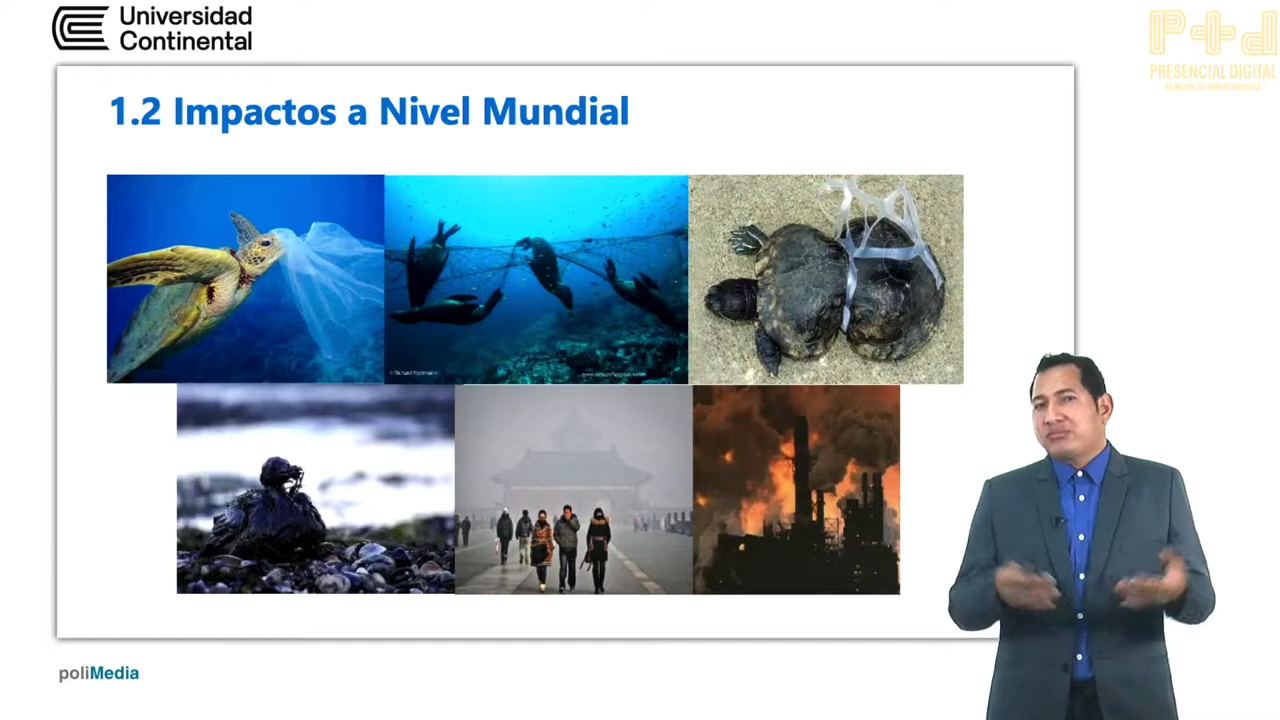 Universidad
Continental
PRESENCIAL DIGITAL
1.2 Impactos a Nivel Mundial
poliMedia